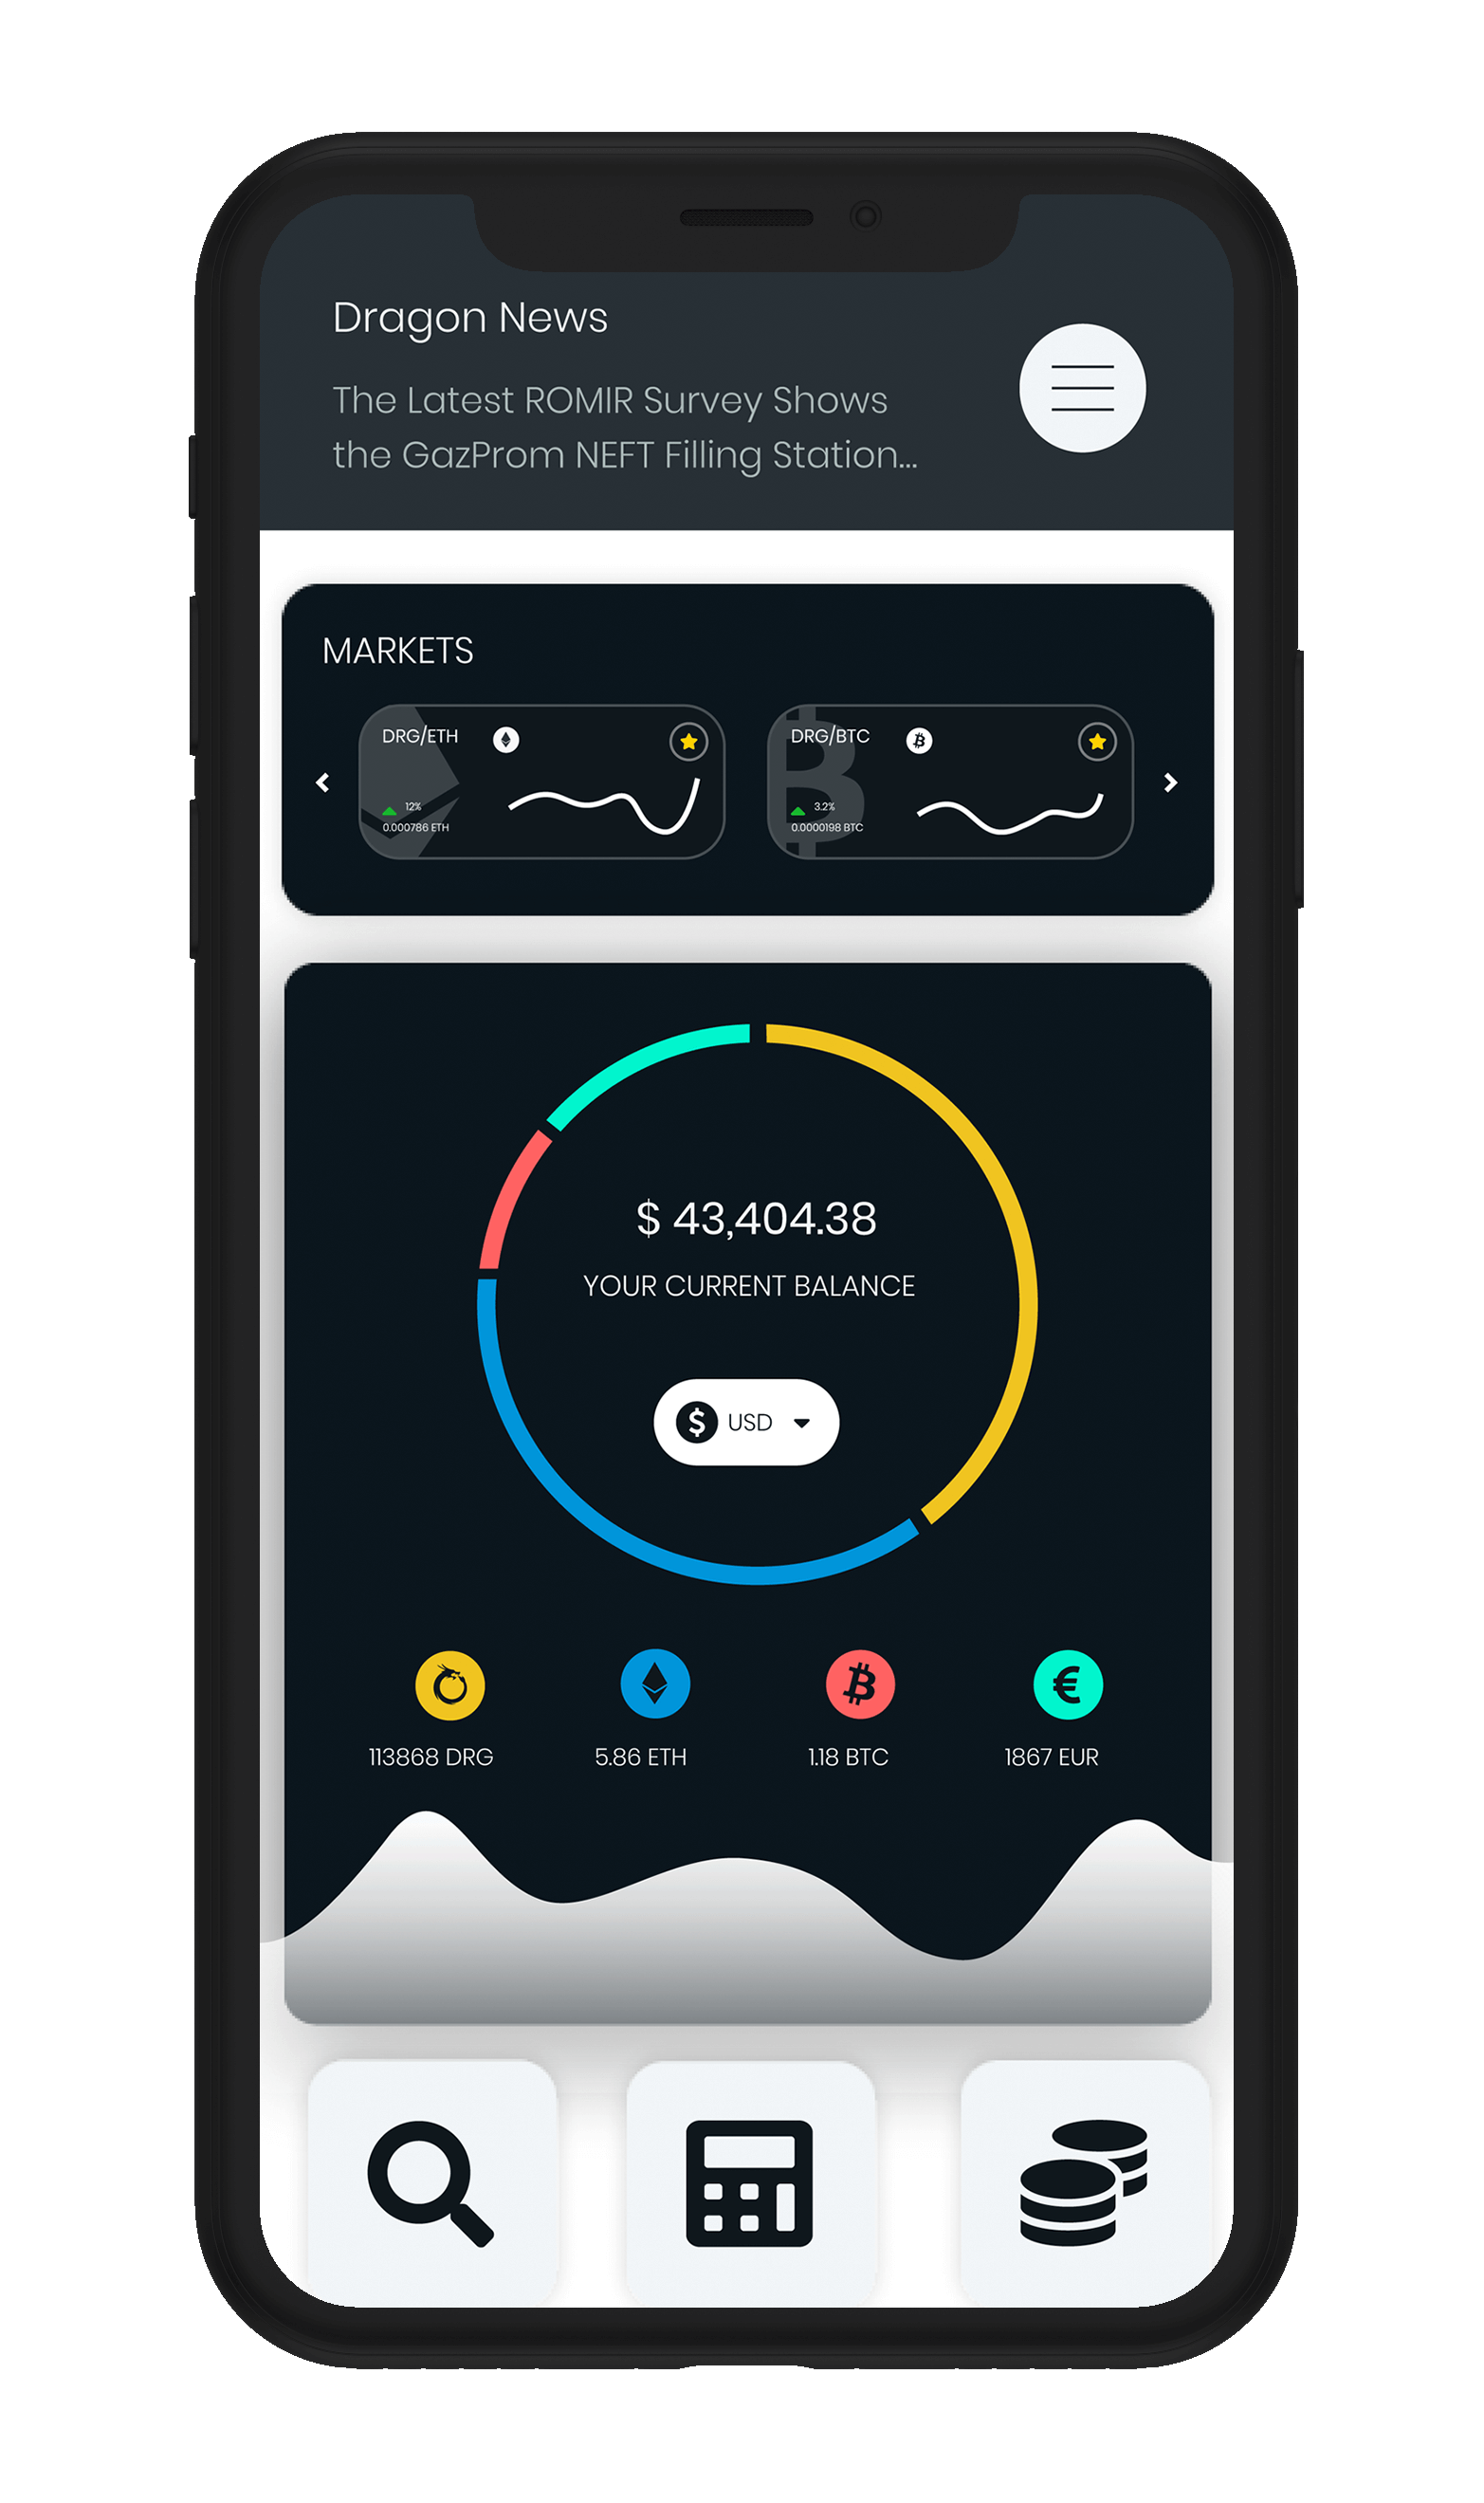 Dragon News
The Latest ROMIR Survey Shows
the GazProm NEFT Filling Station...
MARKETS
DRG/ETH
12%
0.000786 ETH
DRG/BTC
3.2%
0.0000198 BTC
$ 43,404.38
YOUR CURRENT BALANCE
$ USD
113868 DRG
5.86 ETH
1.18 BTC
€
1867 EUR